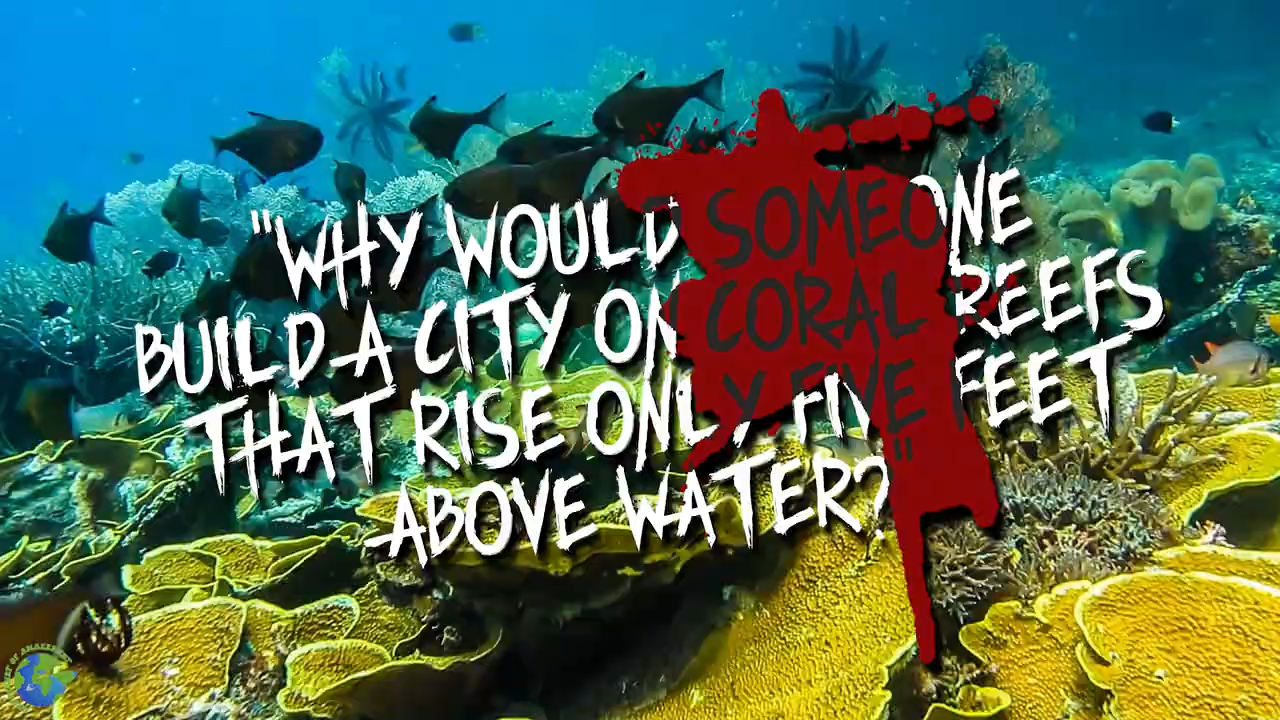 "WHY WOULD SOMEONE
BUILD A CITY ON CORAL REEFS
THAT RISE ONLY FIVE FEET
ABOVE WATER?"